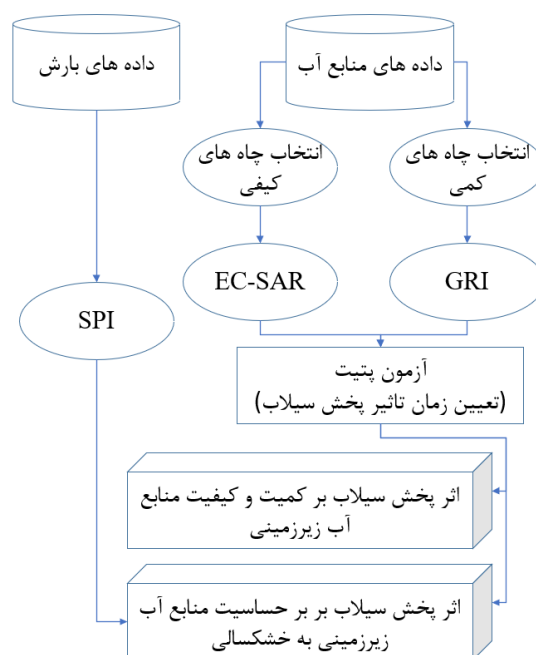 داده های بارش
داده های منابع آب
انتخاب چاه های
کیفی
انتخاب چاه های
کمی
EC-SAR
GRI
SPI
آزمون پتیت
(تعیین زمان تاثیر پخش سیلاب)
اثر پخش سیلاب بر کمیت و کیفیت منابع
آب زیرزمینی
اثر پخش سیلاب بر بر حساسیت منابع آب
زیرزمینی به خشکسالی